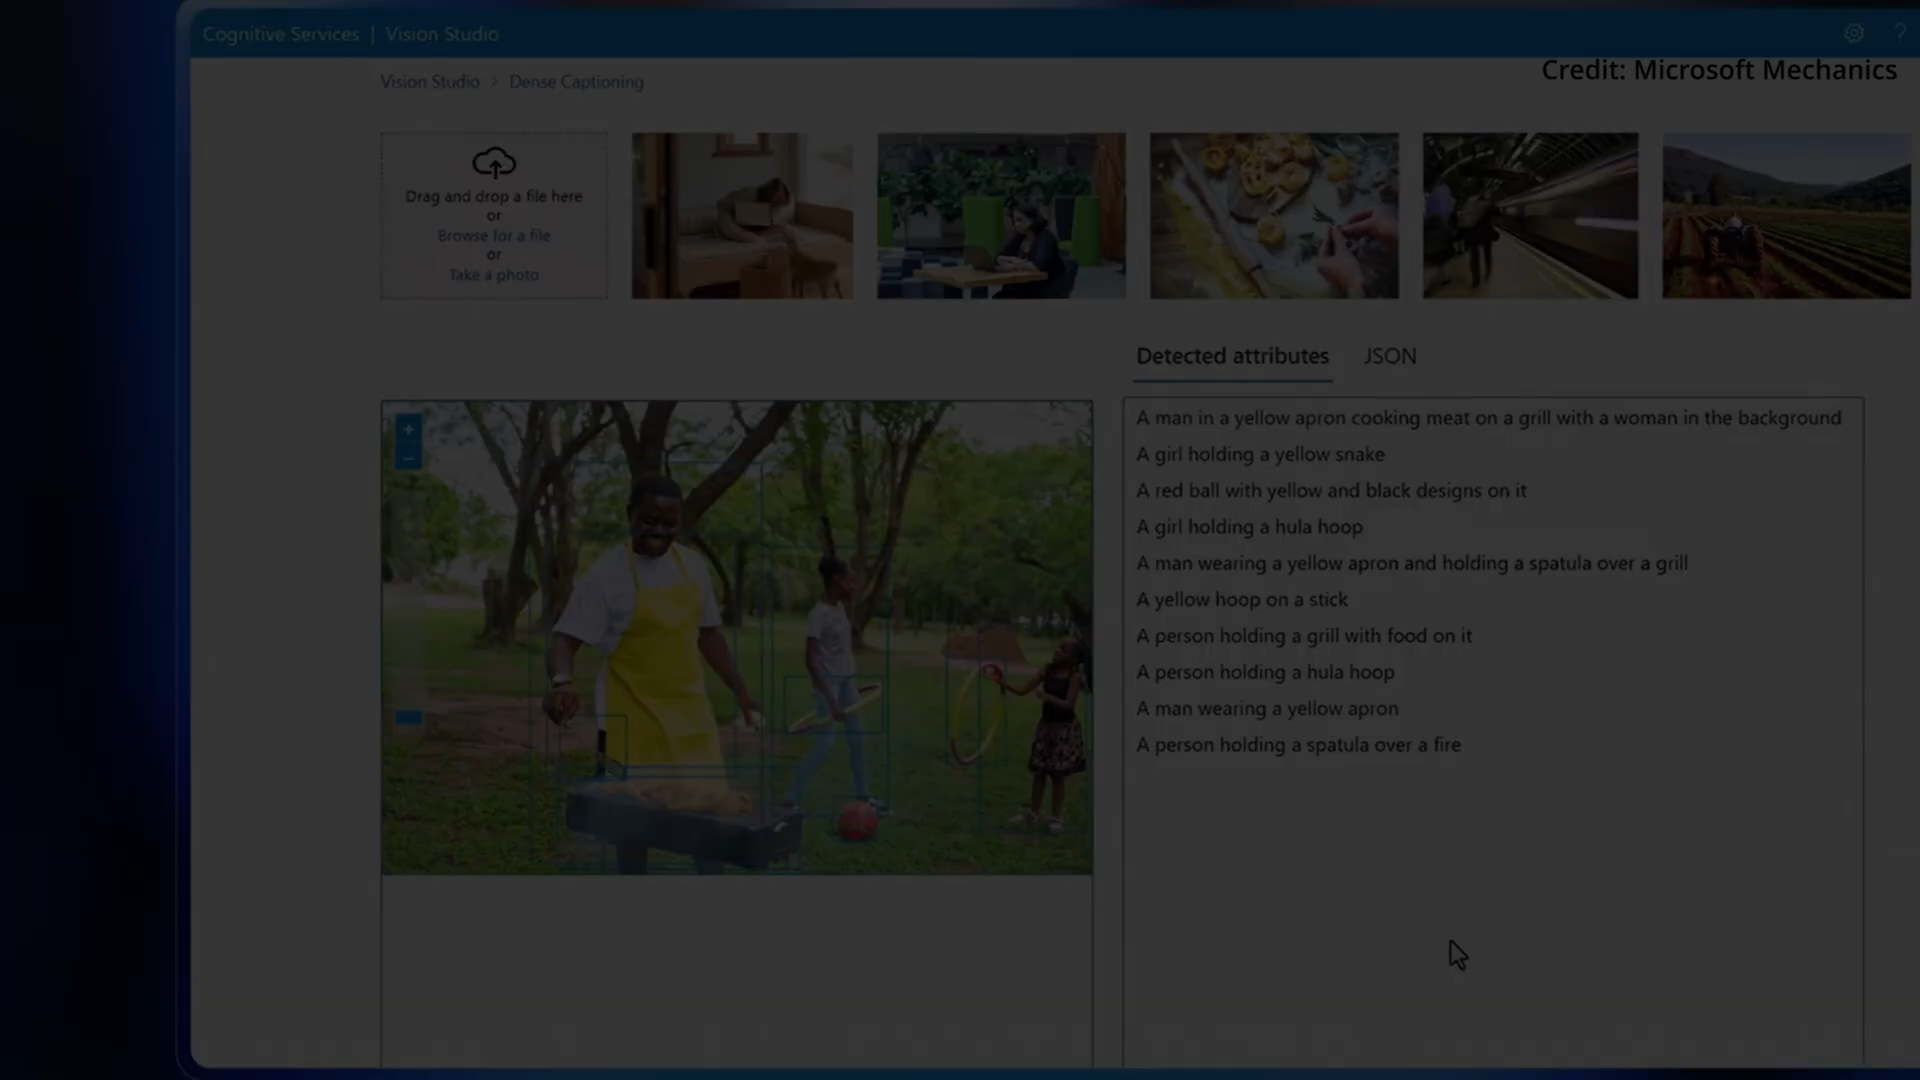 Cognitive Services | Vision Studio
?
Credit: Microsoft Mechanics
Vision Studio > Dense Captioning
Drag and drop a file here
or
Browse for a file
or
Take a photo
Detected attributes JSON
+
−
A man in a yellow apron cooking meat on a grill with a woman in the background
A girl holding a yellow snake
A red ball with yellow and black designs on it
A girl holding a hula hoop
A man wearing a yellow apron and holding a spatula over a grill
A yellow hoop on a stick
A person holding a grill with food on it
A person holding a hula hoop
A man wearing a yellow apron
A person holding a spatula over a fire